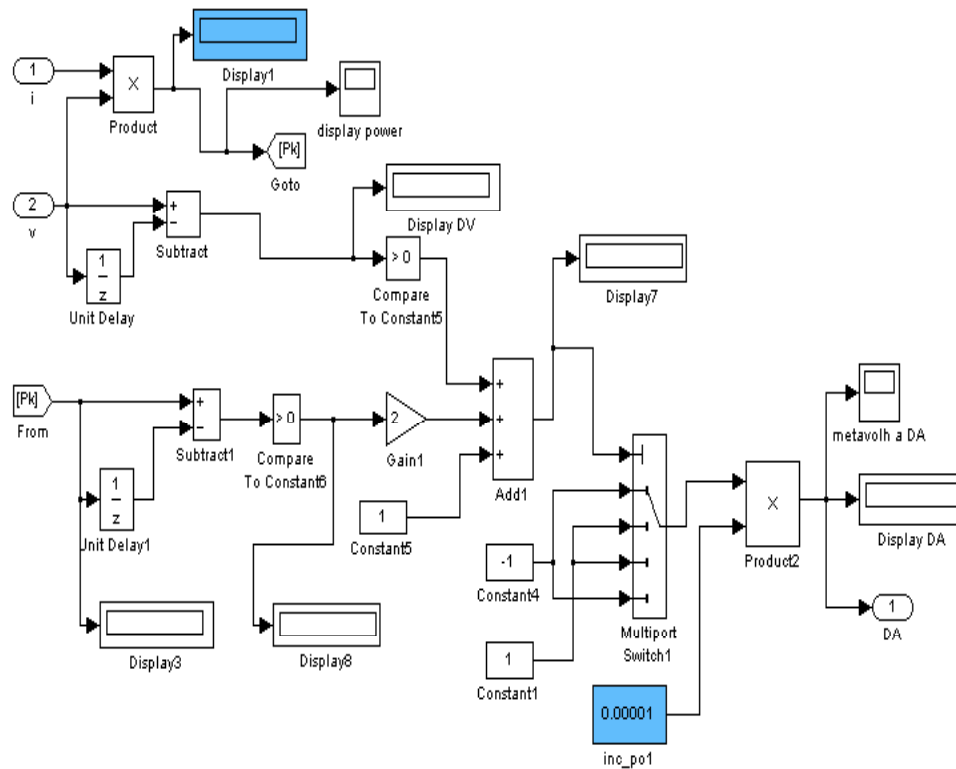 Display1
1
i
X
Product
display power
[Pk]
Goto
2
v
+
−
Subtract
Display DV
1
z
Unit Delay
> 0
Compare
To Constant5
Display7
[Pk]
From
+
−
Subtract1
> 0
Compare
To Constant6
2
Gain1
+
+
+
Add1
metavolh a DA
1
z
Unit Delay1
1
Constant5
X
Product2
Display DA
-1
Constant4
1
DA
Display3
Display8
Multiport
Switch1
1
Constant1
0.00001
inc_po1